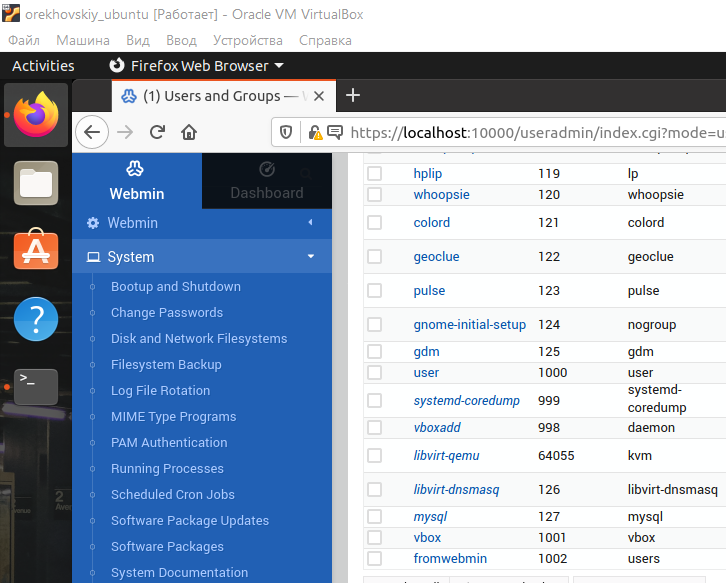 orekhovskiy_ubuntu [Работает] - Oracle VM VirtualBox
Файл Машина Вид Ввод Устройства Справка
Activities Firefox Web Browser
(1) Users and Groups —
https://localhost:10000/useradmin/index.cgi?mode=u
Webmin
Dashboard
Webmin
System
Bootup and Shutdown
Change Passwords
Disk and Network Filesystems
Filesystem Backup
Log File Rotation
MIME Type Programs
PAM Authentication
Running Processes
Scheduled Cron Jobs
Software Package Updates
Software Packages
System Documentation
hplip 119 lp
whoopsie 120 whoopsie
colord 121 colord
geoclue 122 geoclue
pulse 123 pulse
gnome-initial-setup 124 nogroup
gdm 125 gdm
user 1000 user
systemd-coredump 999 systemd-
coredump
vboxadd 998 daemon
libvirt-qemu 64055 kvm
libvirt-dnsmasq 126 libvirt-dnsmasq
mysql 127 mysql
vbox 1001 vbox
fromwebmin 1002 users